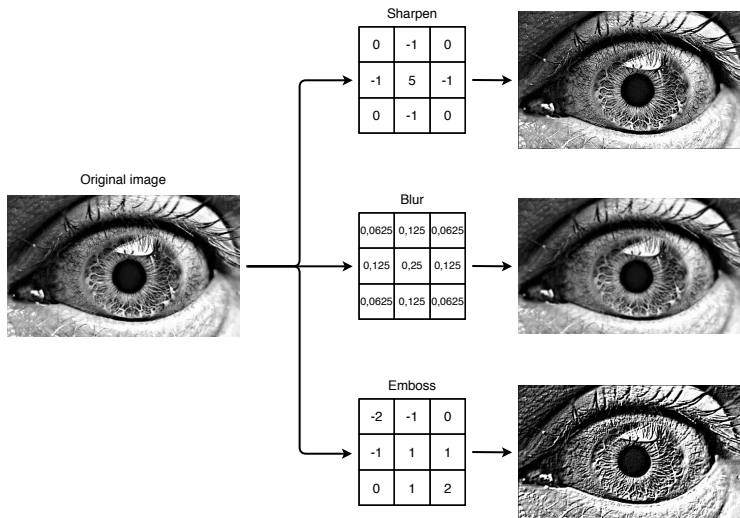 Sharpen
0 -1 0
-1 5 -1
0 -1 0
Original image
Blur
0,0625 0,125 0,0625
0,125 0,25 0,125
0,0625 0,125 0,0625
Emboss
-2 -1 0
-1 1 1
0 1 2